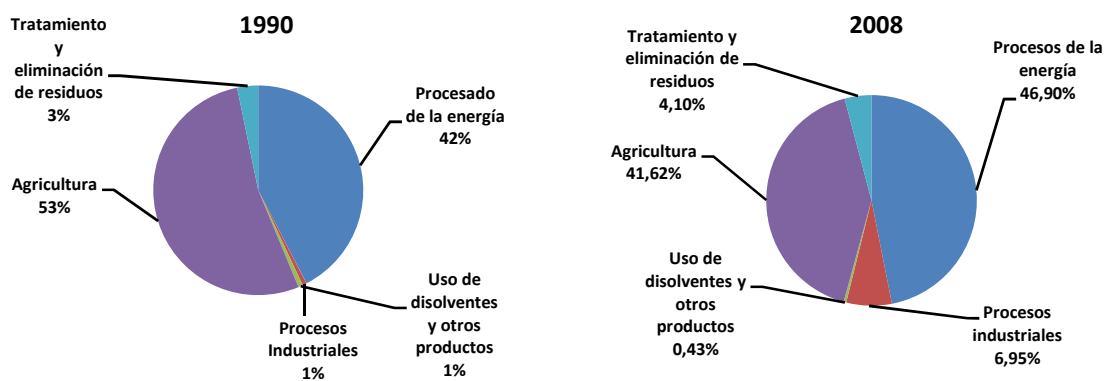 1990
Tratamiento
y
eliminación
de residuos
3%
Procesado
de la energía
42%
Agricultura
53%
Procesos
Industriales
1%
Uso de
disolventes
y otros
productos
1%
2008
Tratamiento y
eliminación de
residuos
4,10%
Procesos de la
energía
46,90%
Agricultura
41,62%
Uso de
disolventes y
otros
productos
0,43%
Procesos
industriales
6,95%